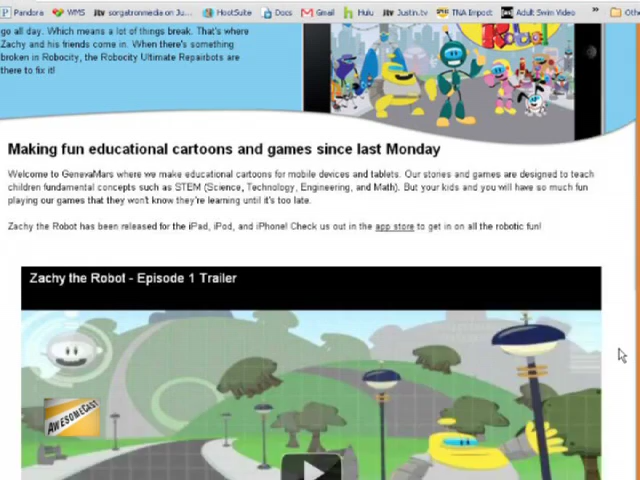 Pandora WMS sorgatronmedia on Ju... HootSuite Docs Gmail Hulu Justin.tv TNA Impact Adult Swim Video » Oth
go all day. Which means a lot of things break. That's where
Zachy and his friends come in. When there's something
broken in Robocity, the Robocity Ultimate Repairbots are
there to fix it!
Making fun educational cartoons and games since last Monday
Welcome to GenevaMars where we make educational cartoons for mobile devices and tablets. Our stories and games are designed to teach
children fundamental concepts such as STEM (Science, Technology, Engineering, and Math). But your kids and you will have so much fun
playing our games that they won't know they're learning until it's too late.
Zachy the Robot has been released for the iPad, iPod, and iPhone! Check us out in the app store to get in on all the robotic fun!
Zachy the Robot - Episode 1 Trailer
AWESOMECAST